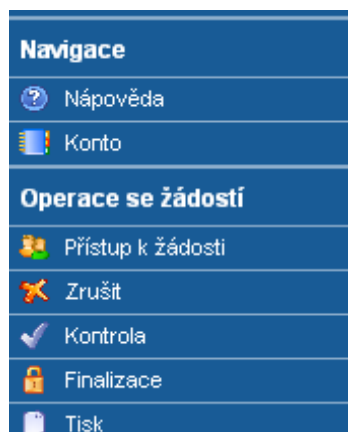 Navigace
Nápověda
Konto
Operace se žádostí
Přístup k žádosti
Zrušit
Kontrola
Finalizace
Tisk